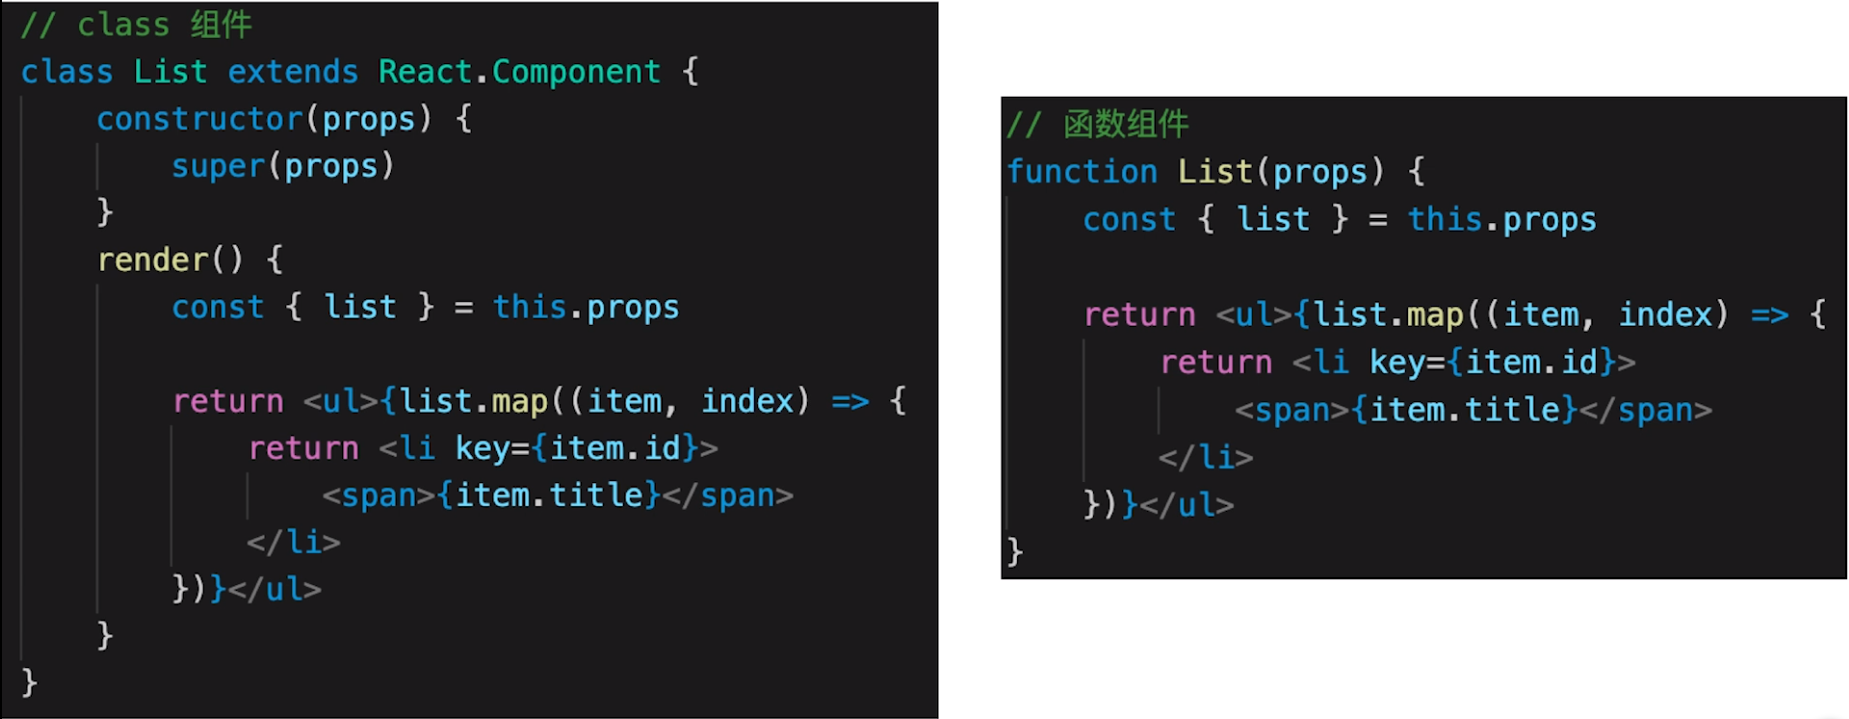 // class 组件
class List extends React.Component {
    constructor(props) {
        super(props)
    }
    render() {
        const { list } = this.props

        return <ul>{list.map((item, index) => {
            return <li key={item.id}>
                <span>{item.title}</span>
            </li>
        })}</ul>
    }
}
// 函数组件
function List(props) {
    const { list } = this.props

    return <ul>{list.map((item, index) => {
        return <li key={item.id}>
            <span>{item.title}</span>
        </li>
    })}</ul>
}